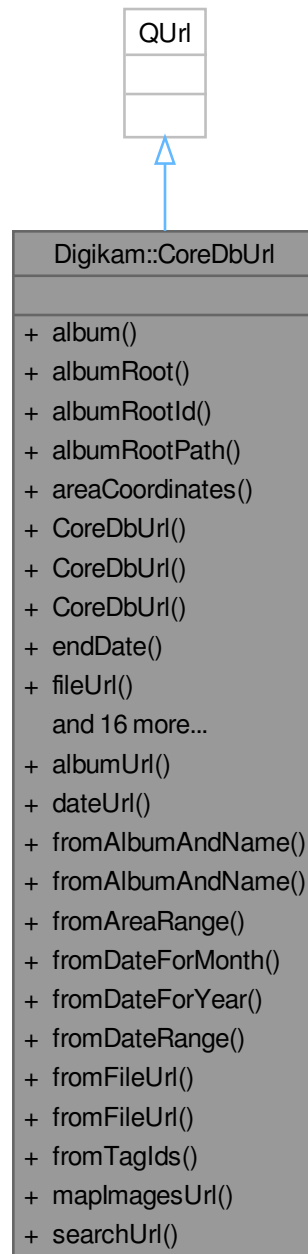 QUrl
Digikam::CoreDbUrl
+ album()
+ albumRoot()
+ albumRootId()
+ albumRootPath()
+ areaCoordinates()
+ CoreDbUrl()
+ CoreDbUrl()
+ CoreDbUrl()
+ endDate()
+ fileUrl()
and 16 more...
+ albumUrl()
+ dateUrl()
+ fromAlbumAndName()
+ fromAlbumAndName()
+ fromAreaRange()
+ fromDateForMonth()
+ fromDateForYear()
+ fromDateRange()
+ fromFileUrl()
+ fromFileUrl()
+ fromTagIds()
+ mapImagesUrl()
+ searchUrl()